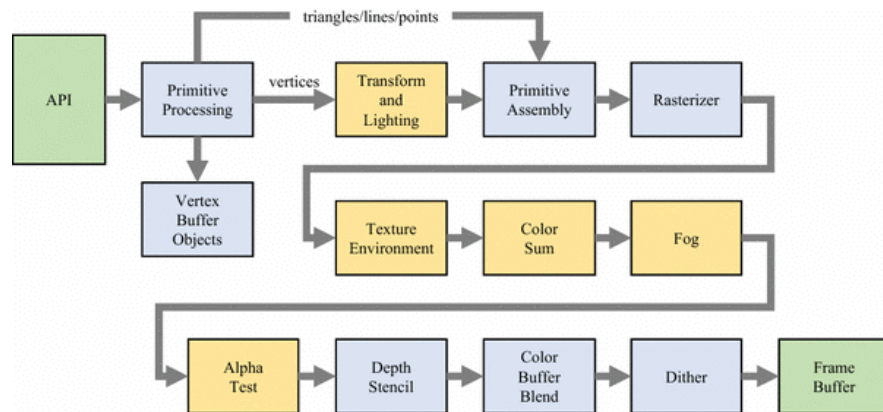 triangles/lines/points
API
Primitive
Processing
vertices
Transform
and
Lighting
Primitive
Assembly
Rasterizer
Vertex
Buffer
Objects
Texture
Environment
Color
Sum
Fog
Alpha
Test
Depth
Stencil
Color
Buffer
Blend
Dither
Frame
Buffer